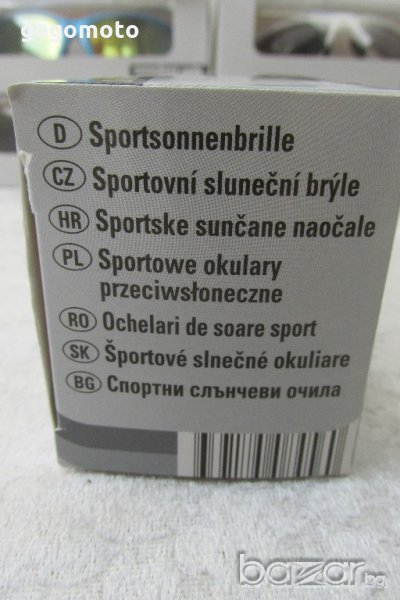 gogomoto
D Sportsonnenbrille
CZ Sportovní sluneční brýle
HR Sportske sunčane naočale
PL Sportowe okulary
przeciwsłoneczne
RO Ochelari de soare sport
SK Športové slnečné okuliare
BG Спортни слънчеви очила
bazar.bg